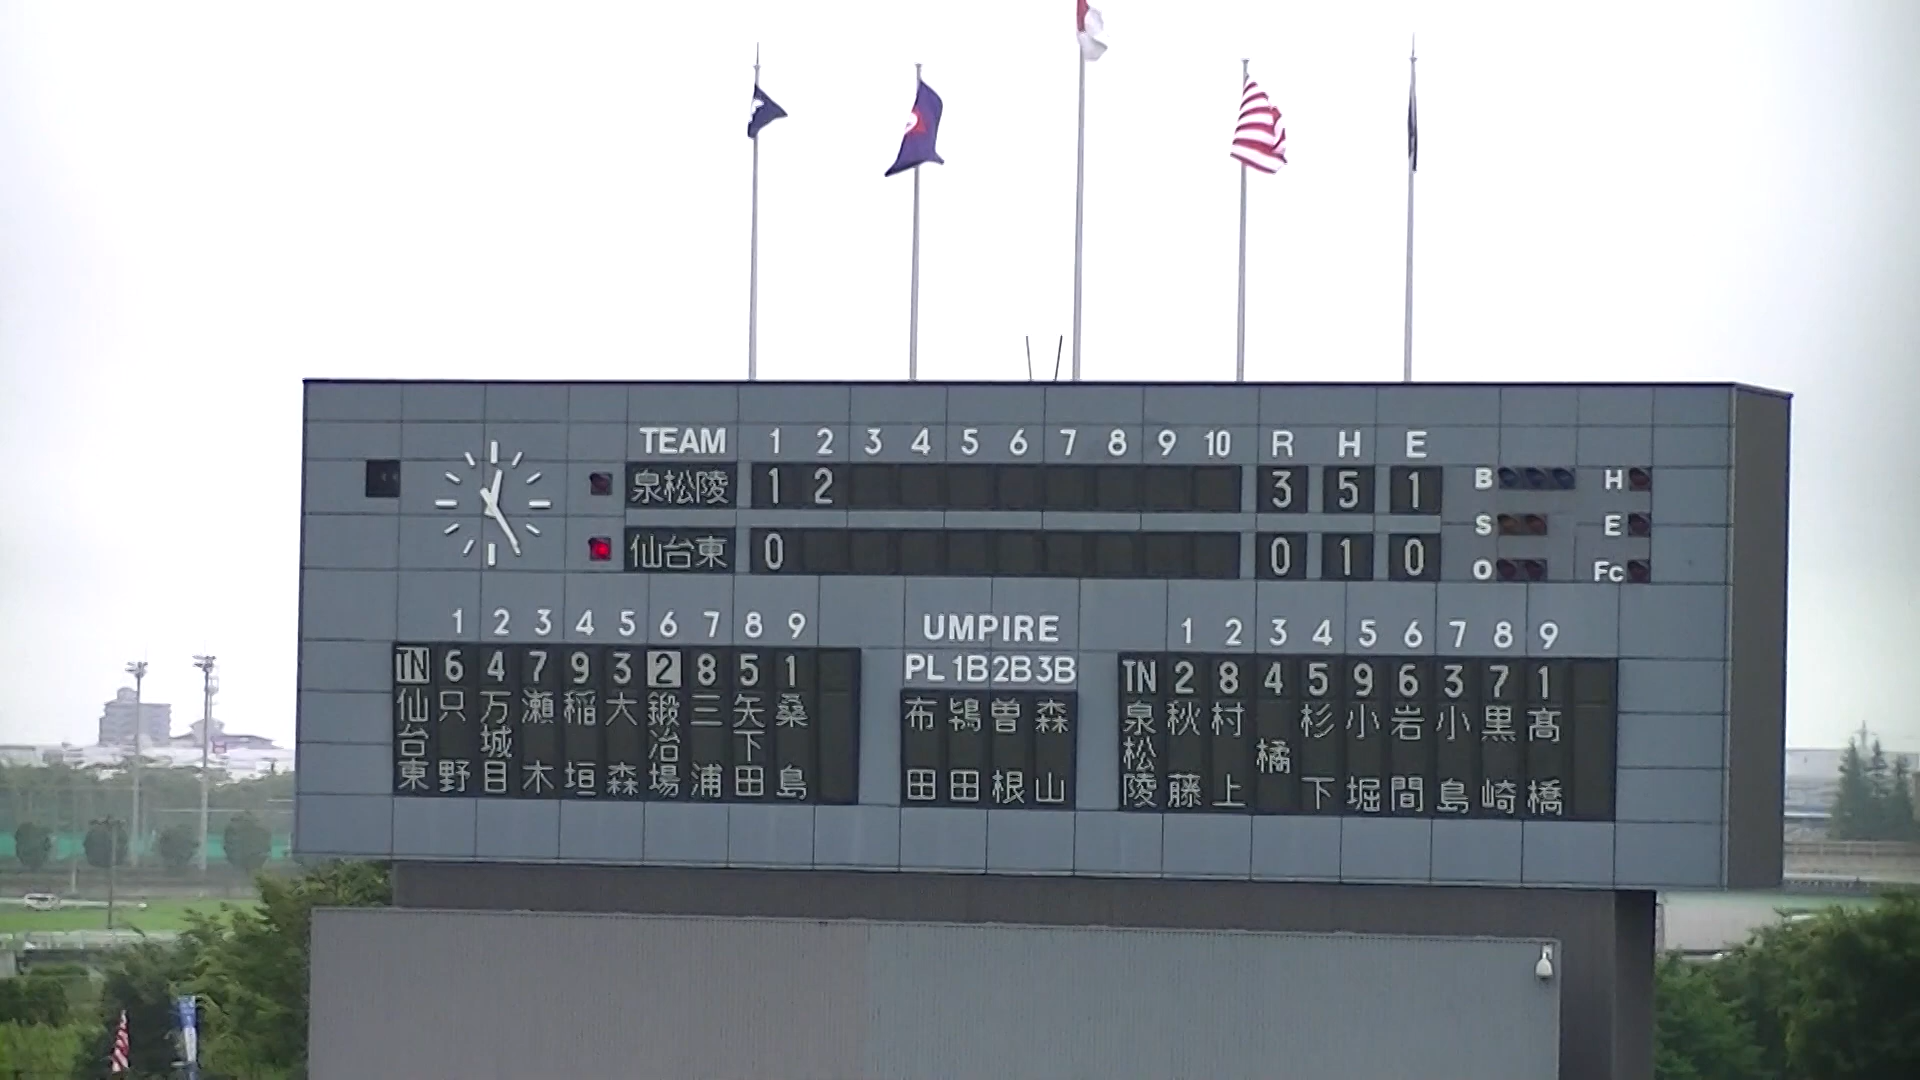 TEAM 1 2 3 4 5 6 7 8 9 10 R H E
泉松陵 1 2 3 5 1
仙台東 0 0 1 0
B H
S E
O Fc
1 2 3 4 5 6 7 8 9
IN 6 4 7 9 3 2 8 5 1
仙台東 只野 万城目 瀬木 稲垣 大森 鍛冶場 三浦 矢下田 桑島
UMPIRE
PL 1B 2B 3B
布田 鴇田 曽根 森山
1 2 3 4 5 6 7 8 9
IN 2 8 4 5 9 6 3 7 1
泉松陵 秋藤 村上 橘 杉下 小堀 岩間 小島 黒崎 髙橋